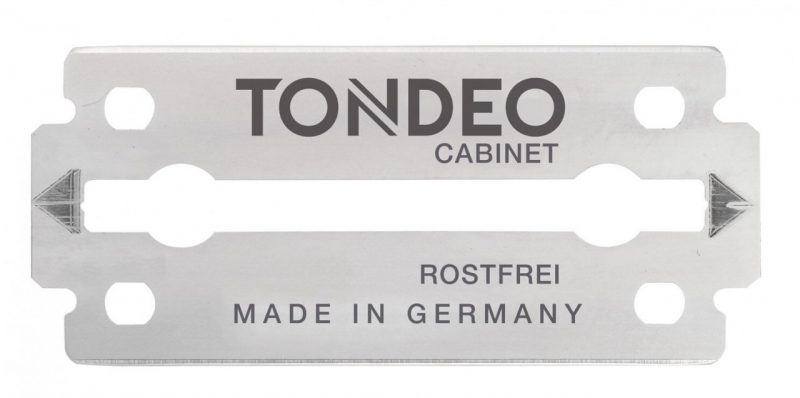 TONDEO
CABINET
ROSTFREI
MADE IN GERMANY